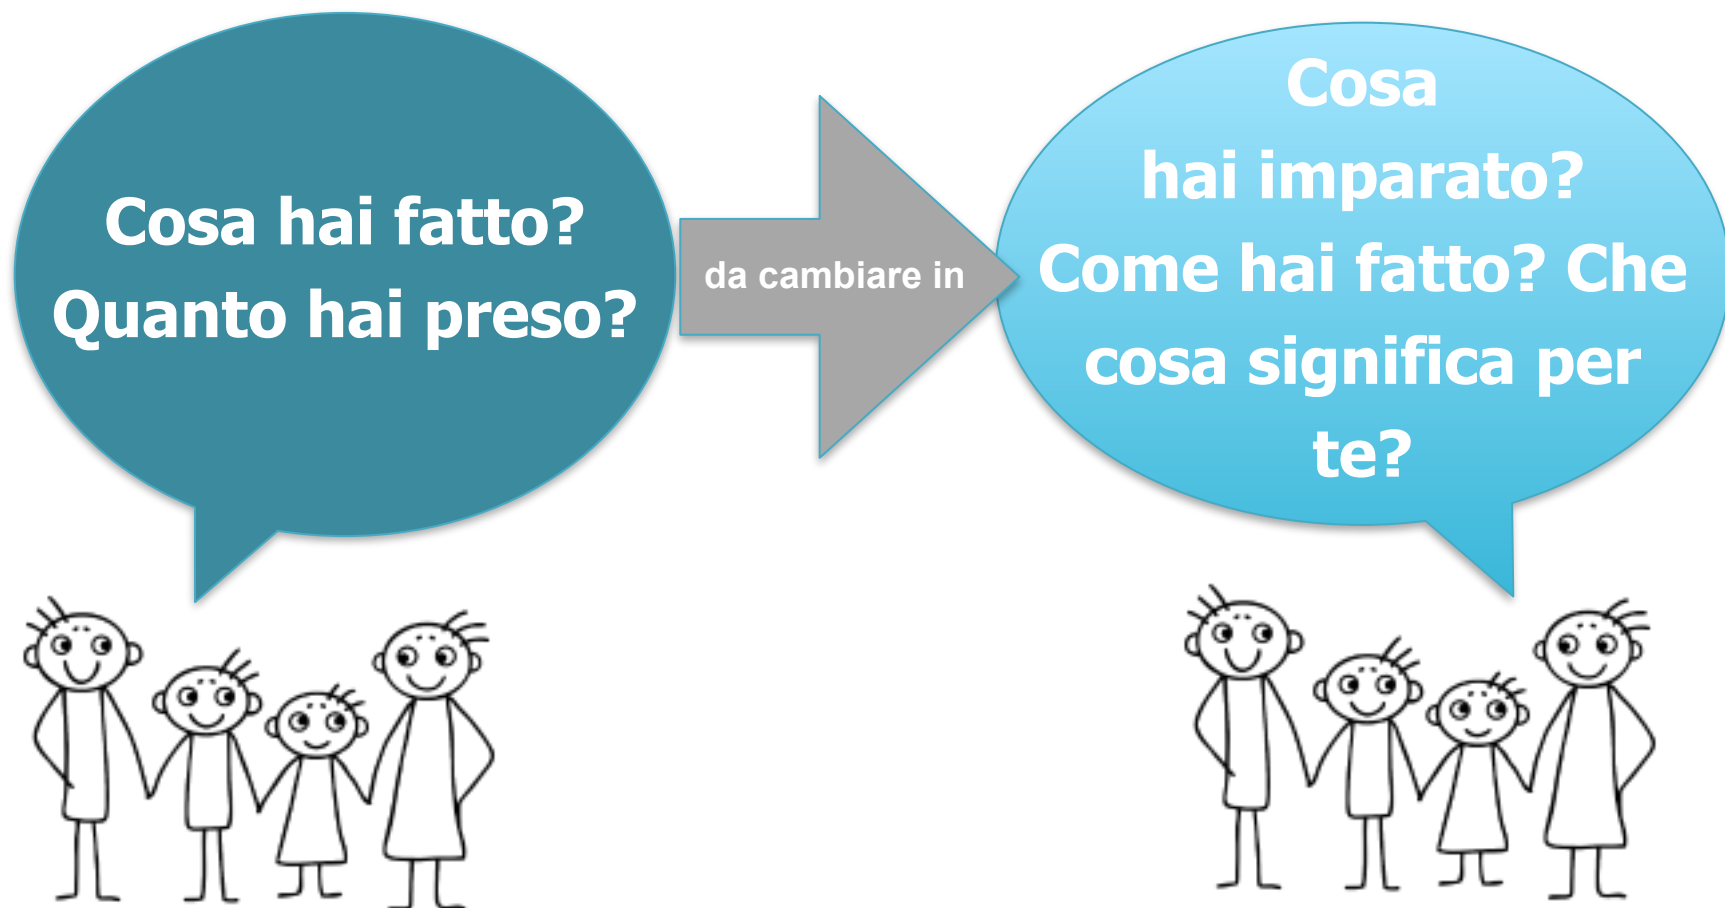 Cosa hai fatto?
Quanto hai preso?
da cambiare in
Cosa
hai imparato?
Come hai fatto? Che
cosa significa per
te?